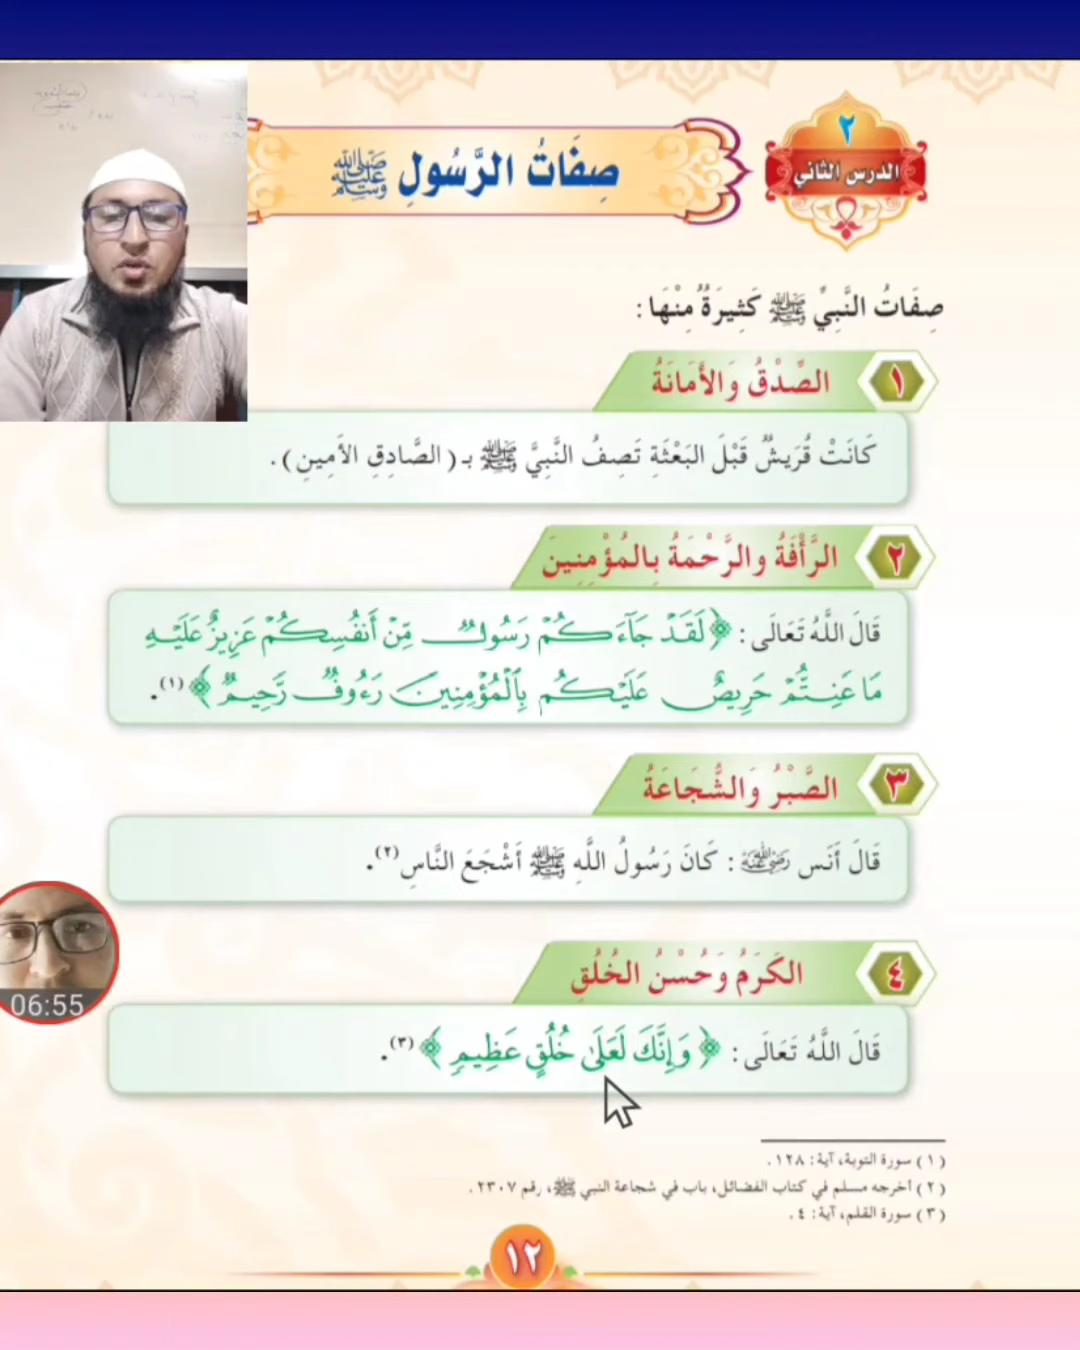 ٢
الدرس الثاني
صِفَاتُ الرَّسُولِ ﷺ
صِفَاتُ النَّبِيِّ ﷺ كَثِيرَةٌ مِنْهَا :
١ الصِّدْقُ وَالأَمَانَةُ
كَانَتْ قُرَيشٌ قَبْلَ البَعْثَةِ تَصِفُ النَّبِيَّ ﷺ بـ ( الصَّادِقِ الأَمِينِ ) .
٢ الرَّأْفَةُ والرَّحْمَةُ بِالمُؤْمِنِينَ
قَالَ اللَّهُ تَعَالَى : ﴿ لَقَدْ جَآءَكُمْ رَسُولٌ مِّنْ أَنفُسِكُمْ عَزِيزٌ عَلَيْهِ
مَا عَنِتُّمْ حَرِيصٌ عَلَيْكُم بِالْمُؤْمِنِينَ رَءُوفٌ رَّحِيمٌ ﴾ (١) .
٣ الصَّبْرُ وَالشَّجَاعَةُ
قَالَ أَنَس رَضِيَ اللَّهُ عَنْهُ : كَانَ رَسُولُ اللَّهِ ﷺ أَشْجَعَ النَّاسِ (٢) .
٤ الكَرَمُ وَحُسْنُ الخُلُقِ
قَالَ اللَّهُ تَعَالَى : ﴿ وَإِنَّكَ لَعَلَىٰ خُلُقٍ عَظِيمٍ ﴾ (٣) .
06:55
( ١ ) سورة التوبة، آية: ١٢٨ .
( ٢ ) أخرجه مسلم في كتاب الفضائل، باب في شجاعة النبي ﷺ، رقم ٢٣٠٧ .
( ٣ ) سورة القلم، آية: ٤ .
١٢